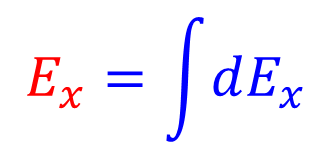 Eₓ = ∫ dEₓ